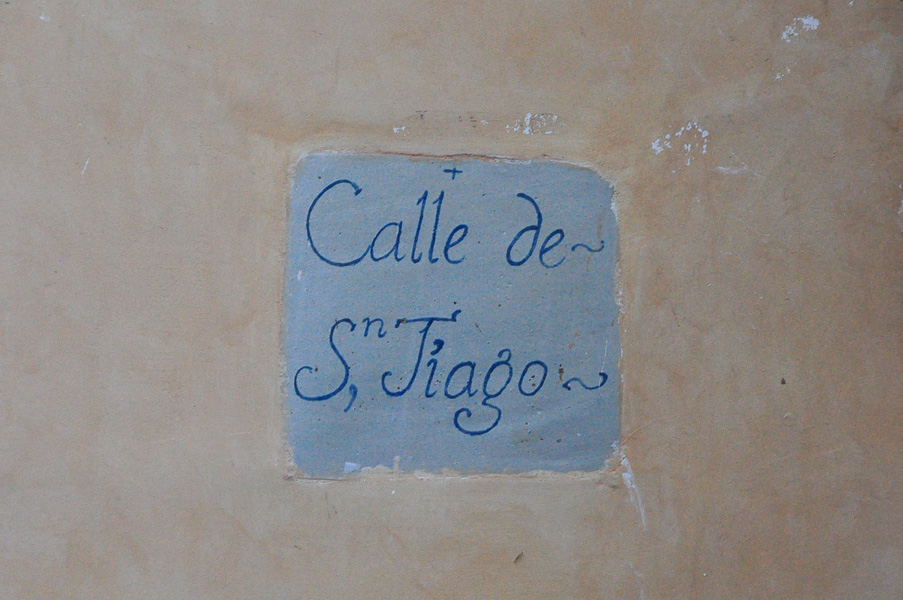 Calle de~
Sⁿ, Tiago~